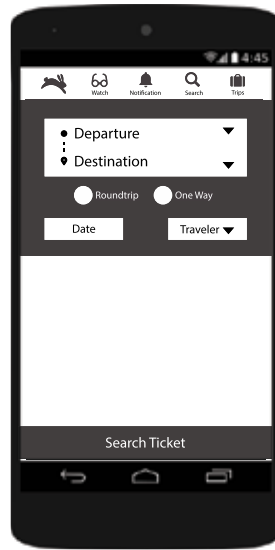 4:45
Watch
Notification
Search
Trips
Departure
Destination
Roundtrip
One Way
Date
Traveler
Search Ticket